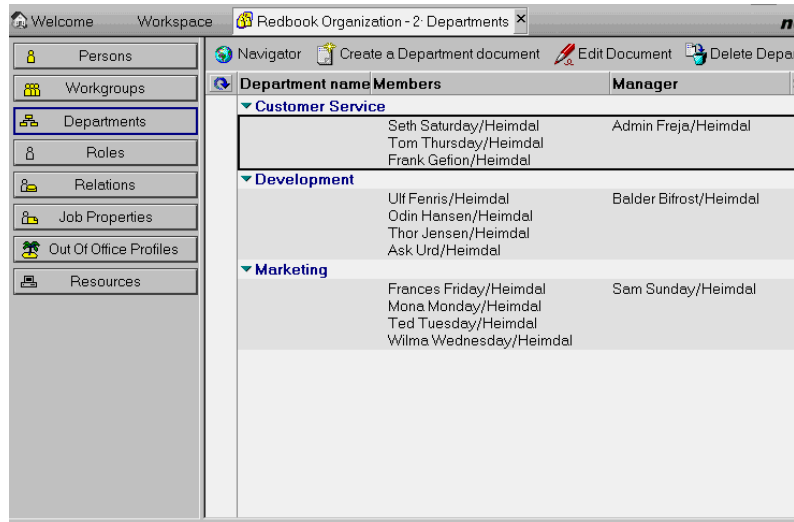 Welcome Workspace Redbook Organization - 2· Departments
Persons
Workgroups
Departments
Roles
Relations
Job Properties
Out Of Office Profiles
Resources
Navigator Create a Department document Edit Document Delete Depa
Department name Members Manager
Customer Service
Seth Saturday/Heimdal Admin Freja/Heimdal
Tom Thursday/Heimdal
Frank Gefion/Heimdal
Development
Ulf Fenris/Heimdal Balder Bifrost/Heimdal
Odin Hansen/Heimdal
Thor Jensen/Heimdal
Ask Urd/Heimdal
Marketing
Frances Friday/Heimdal Sam Sunday/Heimdal
Mona Monday/Heimdal
Ted Tuesday/Heimdal
Wilma Wednesday/Heimdal